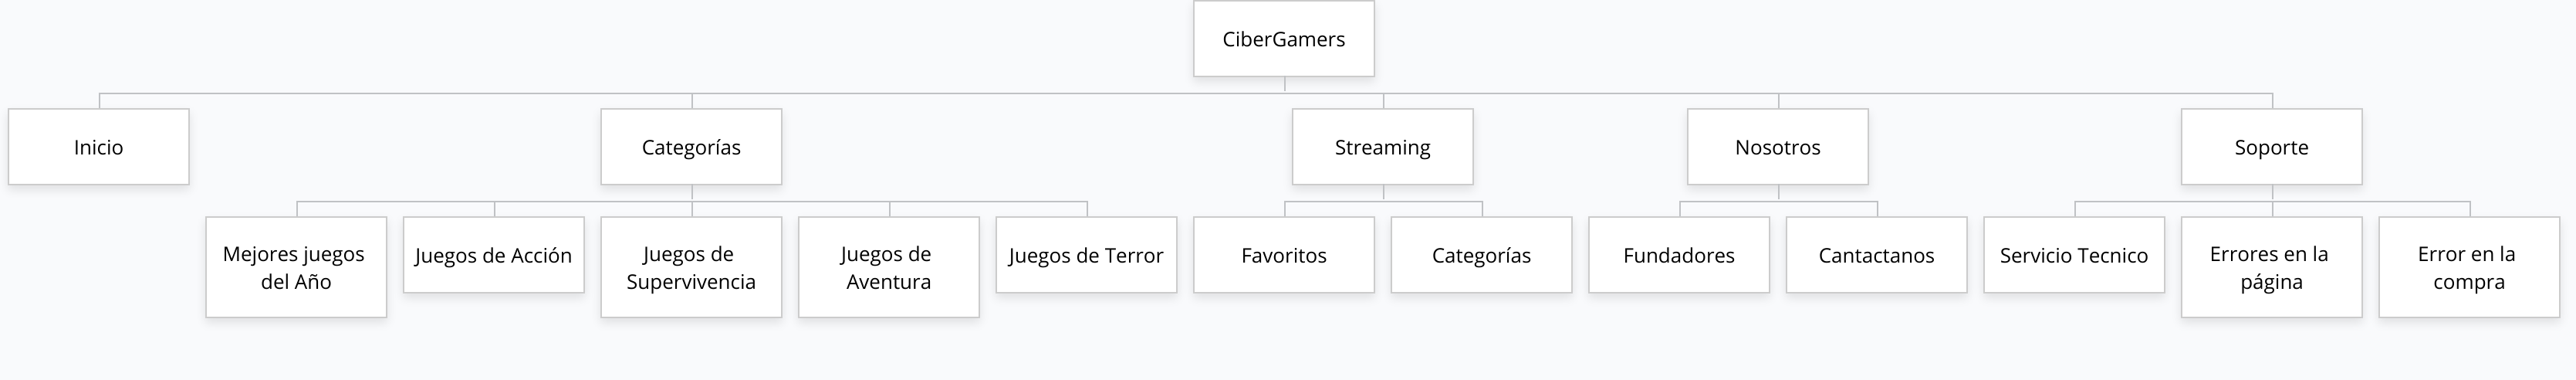 CiberGamers
Inicio
Categorías
Streaming
Nosotros
Soporte
Mejores juegos
del Año
Juegos de Acción
Juegos de
Supervivencia
Juegos de
Aventura
Juegos de Terror
Favoritos
Categorías
Fundadores
Cantactanos
Servicio Tecnico
Errores en la
página
Error en la
compra